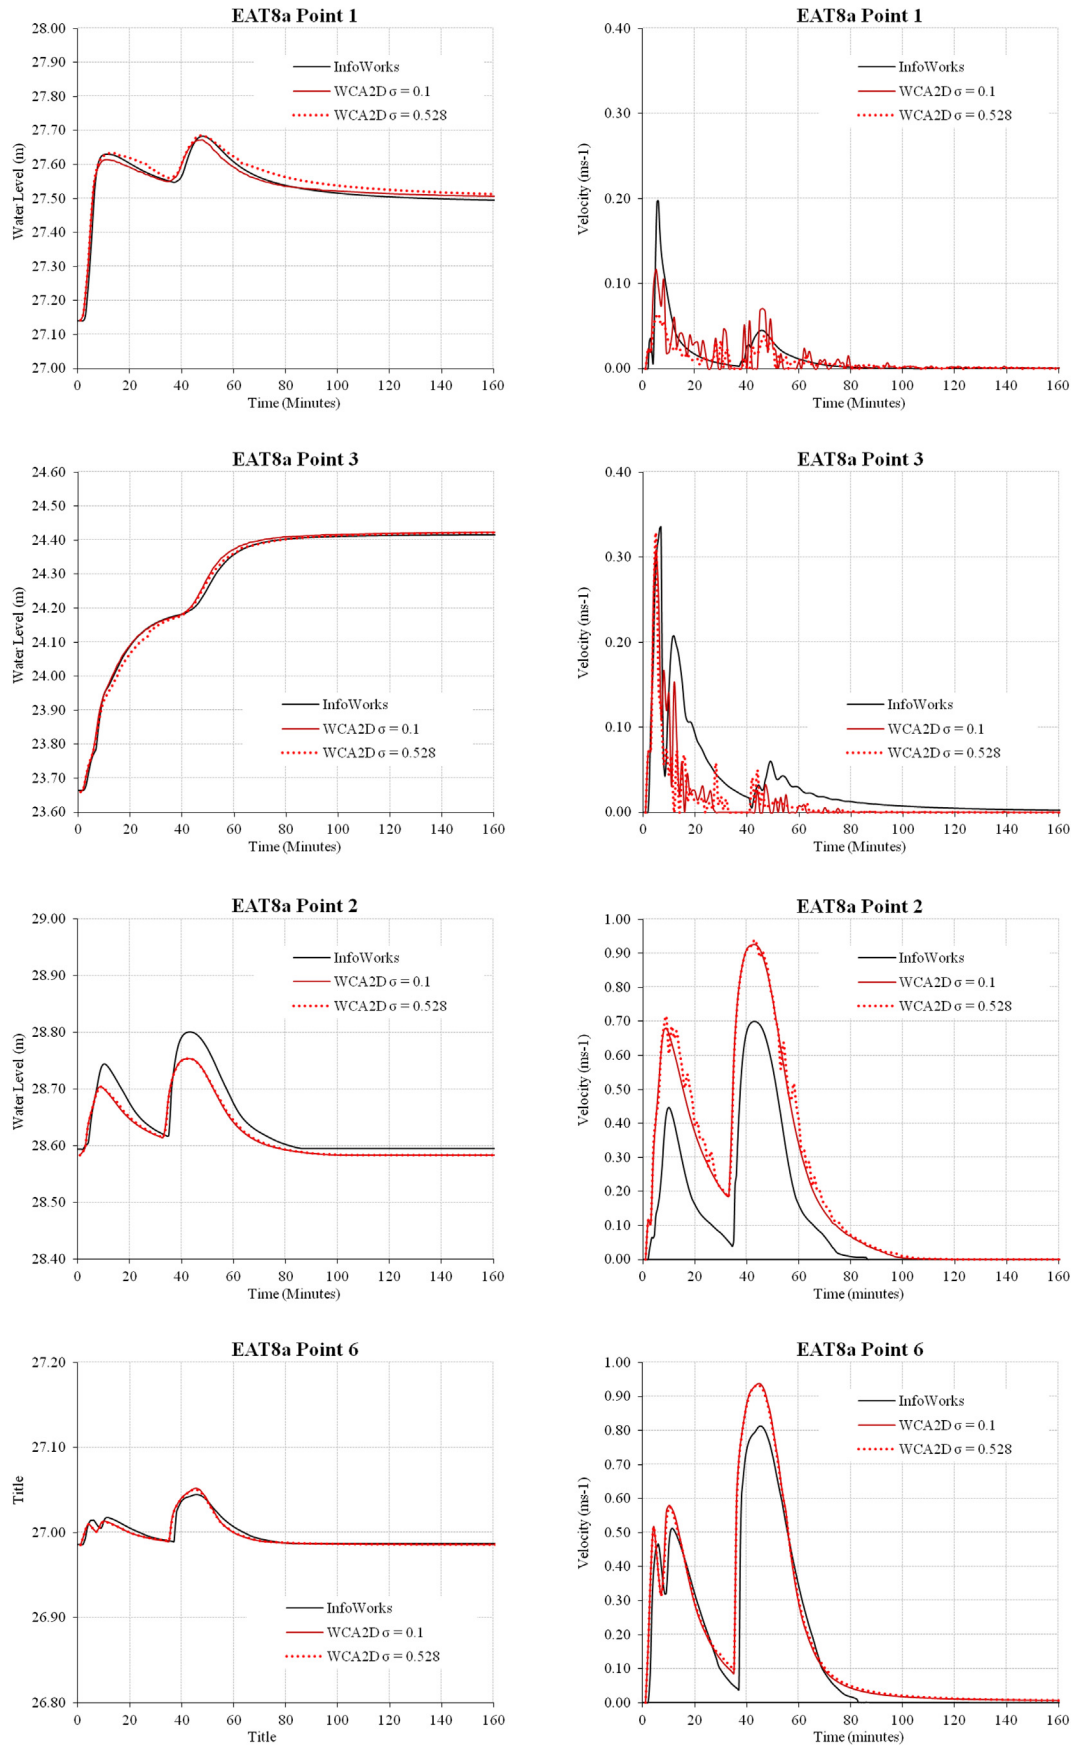 EAT8a Point 1
28.00
27.90
27.80
27.70
27.60
27.50
27.40
27.30
27.20
27.10
27.00
Water Level (m)
InfoWorks
WCA2D σ = 0.1
WCA2D σ = 0.528
0 20 40 60 80 100 120 140 160
Time (Minutes)
EAT8a Point 1
0.40
0.30
0.20
0.10
0.00
Velocity (ms-1)
InfoWorks
WCA2D σ = 0.1
WCA2D σ = 0.528
0 20 40 60 80 100 120 140 160
Time (Minutes)
EAT8a Point 3
24.60
24.50
24.40
24.30
24.20
24.10
24.00
23.90
23.80
23.70
23.60
Water Level (m)
InfoWorks
WCA2D σ = 0.1
WCA2D σ = 0.528
0 20 40 60 80 100 120 140 160
Time (Minutes)
EAT8a Point 3
0.40
0.30
0.20
0.10
0.00
Velocity (ms-1)
InfoWorks
WCA2D σ = 0.1
WCA2D σ = 0.528
0 20 40 60 80 100 120 140 160
Time (Minutes)
EAT8a Point 2
29.00
28.90
28.80
28.70
28.60
28.50
28.40
Water Level (m)
InfoWorks
WCA2D σ = 0.1
WCA2D σ = 0.528
0 20 40 60 80 100 120 140 160
Time (Minutes)
EAT8a Point 2
1.00
0.90
0.80
0.70
0.60
0.50
0.40
0.30
0.20
0.10
0.00
Velocity (ms-1)
InfoWorks
WCA2D σ = 0.1
WCA2D σ = 0.528
0 20 40 60 80 100 120 140 160
Time (minutes)
EAT8a Point 6
27.20
27.10
27.00
26.90
26.80
Title
InfoWorks
WCA2D σ = 0.1
WCA2D σ = 0.528
0 20 40 60 80 100 120 140 160
Title
EAT8a Point 6
1.00
0.90
0.80
0.70
0.60
0.50
0.40
0.30
0.20
0.10
0.00
Velocity (ms-1)
InfoWorks
WCA2D σ = 0.1
WCA2D σ = 0.528
0 20 40 60 80 100 120 140 160
Time (minutes)